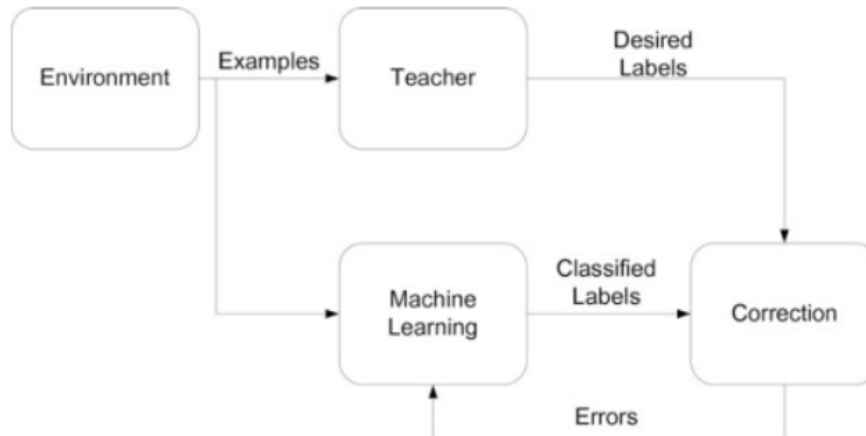 Environment
Examples
Teacher
Desired
Labels
Machine
Learning
Classified
Labels
Correction
Errors